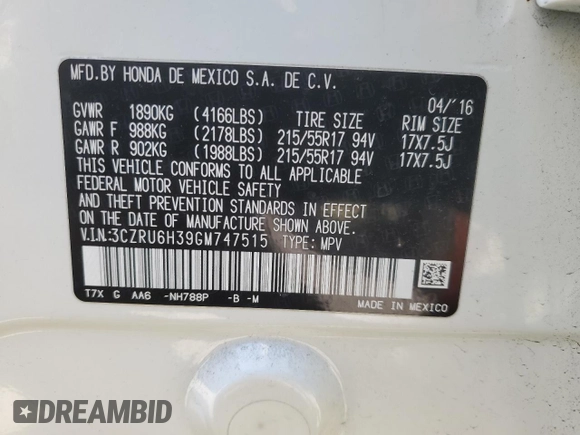 MFD.BY HONDA DE MEXICO S.A. DE C.V.
04/'16
GVWR 1890KG (4166LBS) TIRE SIZE RIM SIZE
GAWR F 988KG (2178LBS) 215/55R17 94V 17X7.5J
GAWR R 902KG (1988LBS) 215/55R17 94V 17X7.5J
THIS VEHICLE CONFORMS TO ALL APPLICABLE
FEDERAL MOTOR VEHICLE SAFETY
AND THEFT PREVENTION STANDARDS IN EFFECT
ON THE DATE OF MANUFACTURE SHOWN ABOVE.
V.I.N:3CZRU6H39GM747515 TYPE: MPV
T7X G AA6 -NH788P -B -M
MADE IN MEXICO
DREAMBID